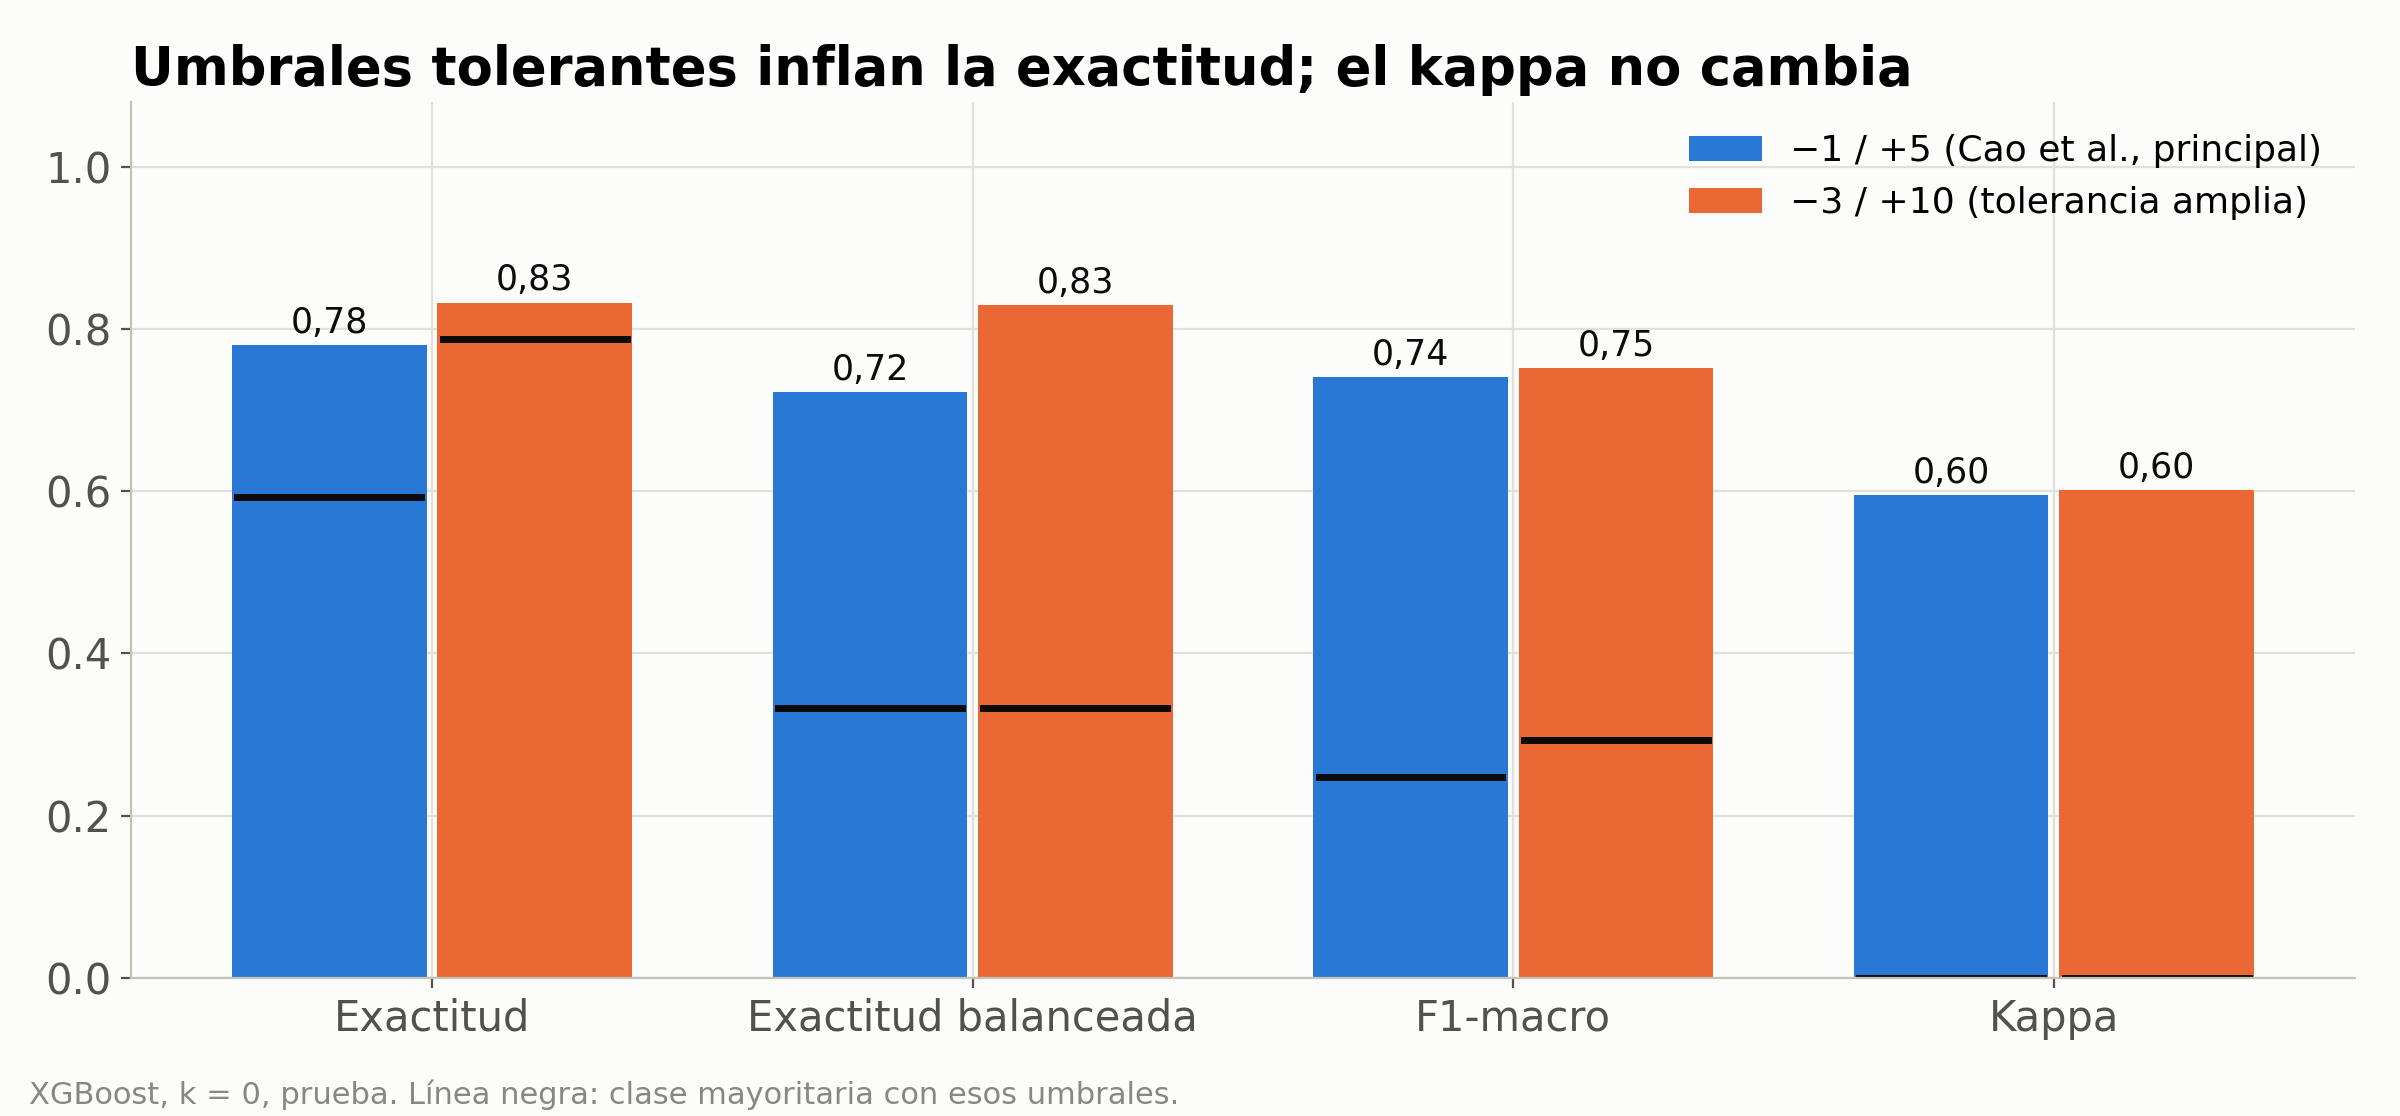 Umbrales tolerantes inflan la exactitud; el kappa no cambia
−1 / +5 (Cao et al., principal)
−3 / +10 (tolerancia amplia)
1.0
0.8
0.6
0.4
0.2
0.0
0,78
0,83
0,72
0,83
0,74
0,75
0,60
0,60
Exactitud
Exactitud balanceada
F1-macro
Kappa
XGBoost, k = 0, prueba. Línea negra: clase mayoritaria con esos umbrales.